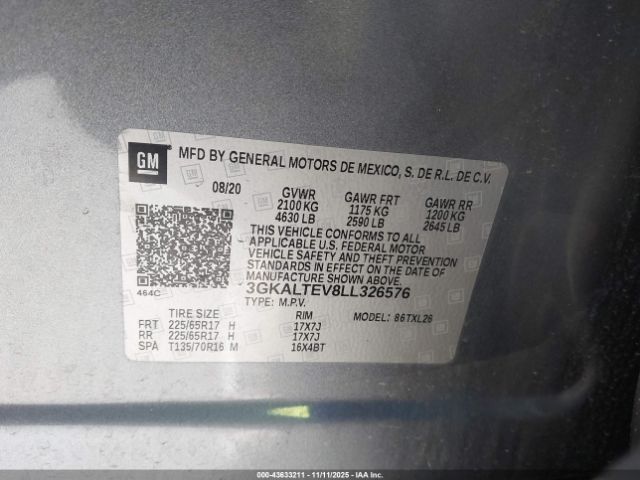 GM MFD BY GENERAL MOTORS DE MEXICO, S. DE R.L. DE C.V.
08/20 GVWR GAWR FRT GAWR RR
2100 KG 1175 KG 1200 KG
4630 LB 2590 LB 2645 LB
THIS VEHICLE CONFORMS TO ALL
APPLICABLE U.S. FEDERAL MOTOR
VEHICLE SAFETY AND THEFT PREVENTION
STANDARDS IN EFFECT ON THE DATE OF
MANUFACTURE SHOWN ABOVE.
464C 3GKALTEV8LL326576
TYPE: M.P.V.
TIRE SIZE RIM MODEL: 86TXL26
FRT 225/65R17 H 17X7J
RR 225/65R17 H 17X7J
SPA T135/70R16 M 16X4BT
000-43633211 - 11/11/2025 - IAAI.COM